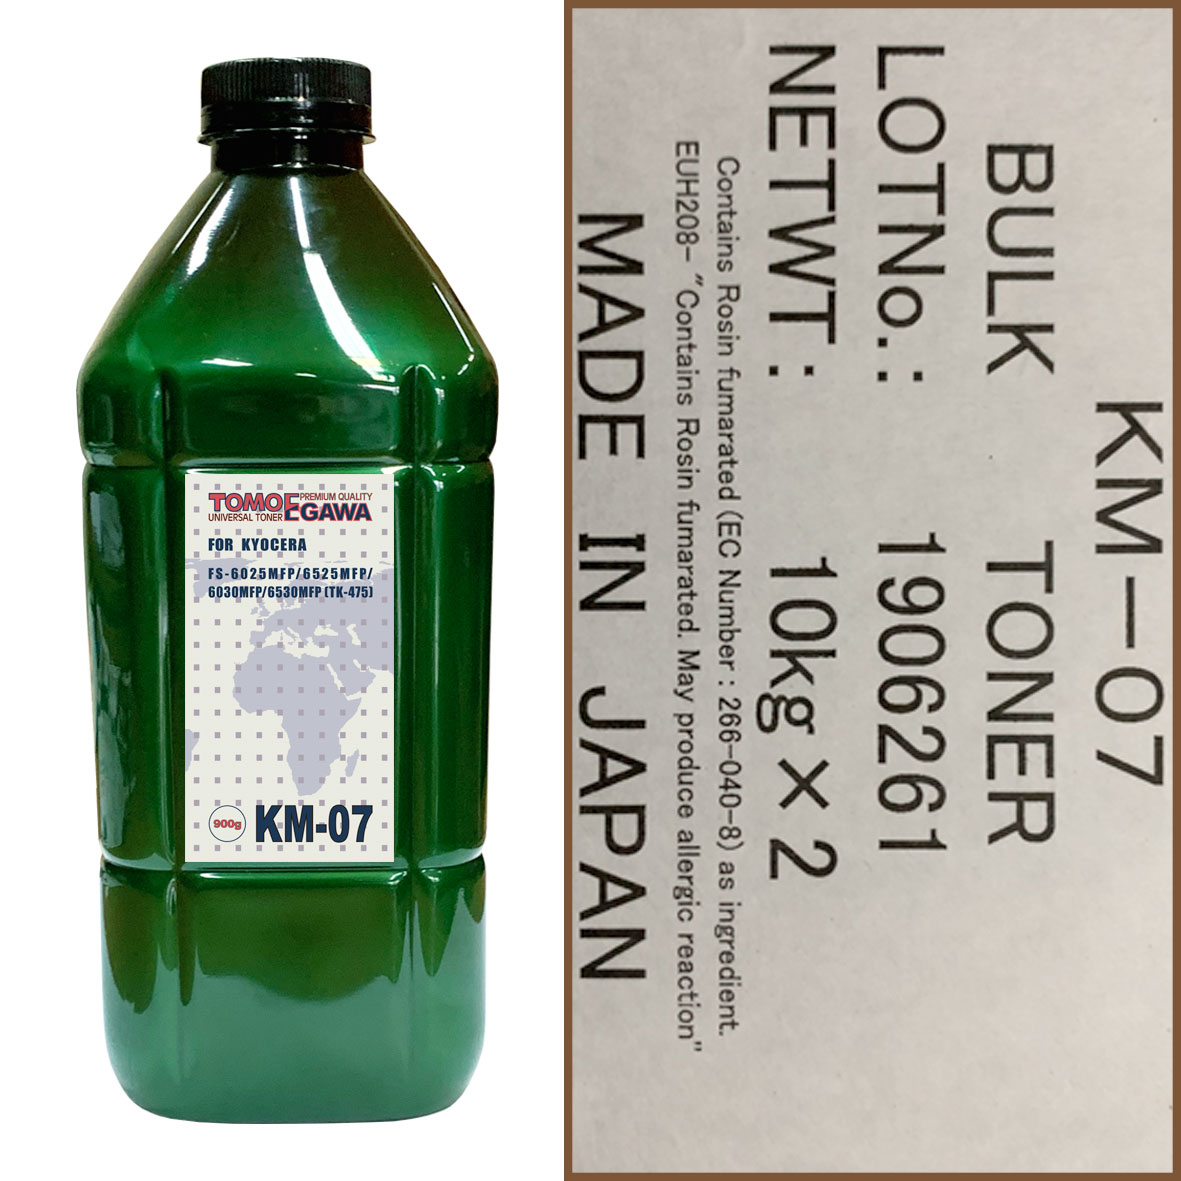 TOMOEGAWA
PREMIUM QUALITY
UNIVERSAL TONER
FOR KYOCERA
FS-6025MFP/6525MFP/
6030MFP/6530MFP (TK-475)
900g
KM-07
KM-07
BULK TONER
LOTNo.: 1906261
NETWT: 10kg×2
Contains Rosin fumarated (EC Number : 266-040-8) as ingredient.
EUH208- "Contains Rosin fumarated. May produce allergic reaction"
MADE IN JAPAN